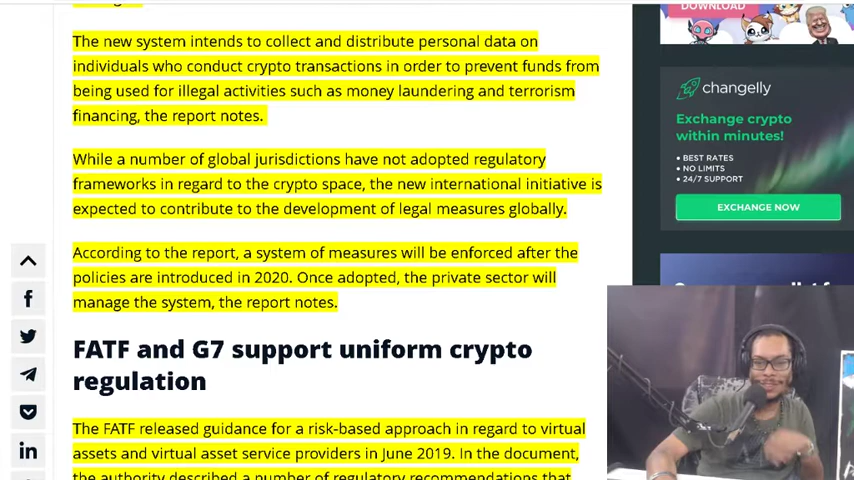 DOWNLOAD
The new system intends to collect and distribute personal data on
individuals who conduct crypto transactions in order to prevent funds from
being used for illegal activities such as money laundering and terrorism
financing, the report notes.
While a number of global jurisdictions have not adopted regulatory
frameworks in regard to the crypto space, the new international initiative is
expected to contribute to the development of legal measures globally.
According to the report, a system of measures will be enforced after the
policies are introduced in 2020. Once adopted, the private sector will
manage the system, the report notes.
FATF and G7 support uniform crypto
regulation
The FATF released guidance for a risk-based approach in regard to virtual
assets and virtual asset service providers in June 2019. In the document,
the authority described a number of regulatory recommendations that
changelly
Exchange crypto
within minutes!
• BEST RATES
• NO LIMITS
• 24/7 SUPPORT
EXCHANGE NOW